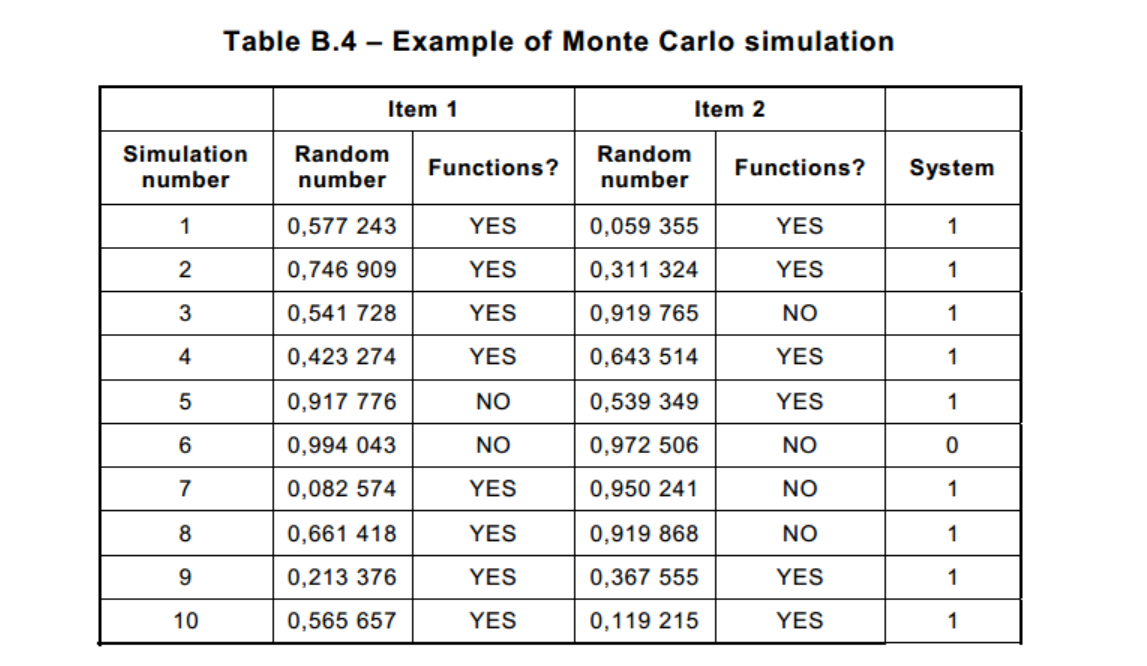 Table B.4 – Example of Monte Carlo simulation
Item 1 Item 2
Simulation number Random number Functions? Random number Functions? System
1 0,577 243 YES 0,059 355 YES 1
2 0,746 909 YES 0,311 324 YES 1
3 0,541 728 YES 0,919 765 NO 1
4 0,423 274 YES 0,643 514 YES 1
5 0,917 776 NO 0,539 349 YES 1
6 0,994 043 NO 0,972 506 NO 0
7 0,082 574 YES 0,950 241 NO 1
8 0,661 418 YES 0,919 868 NO 1
9 0,213 376 YES 0,367 555 YES 1
10 0,565 657 YES 0,119 215 YES 1